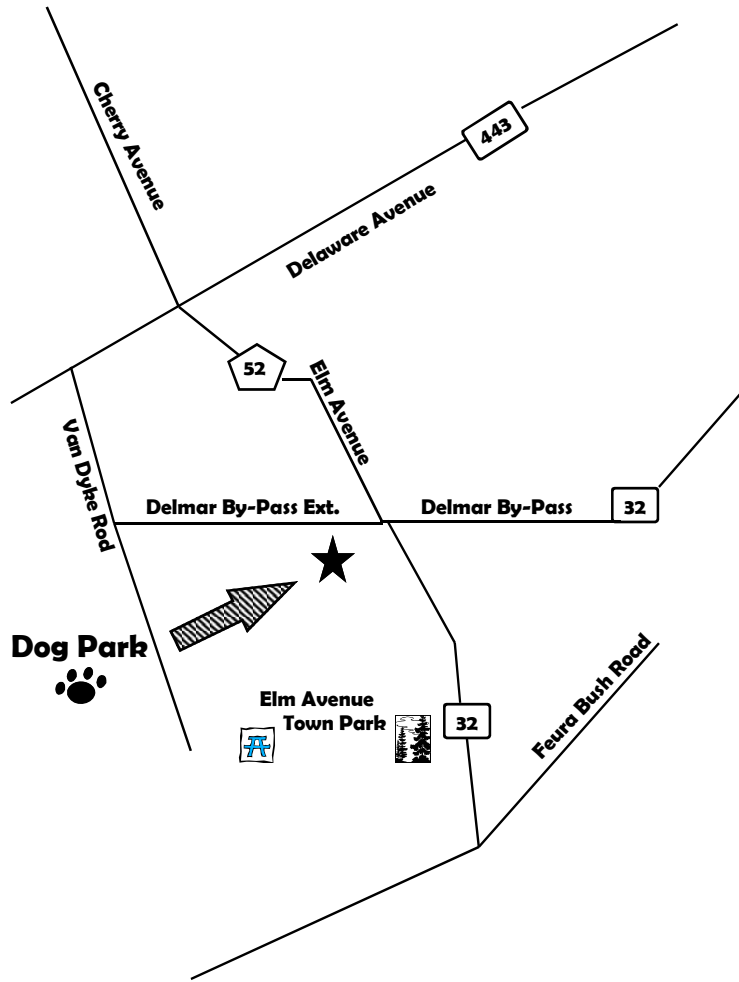 Cherry Avenue
443
Delaware Avenue
52
Elm Avenue
Van Dyke Rod
Delmar By-Pass Ext.
Delmar By-Pass
32
Dog Park
Elm Avenue
Town Park
32
Feura Bush Road